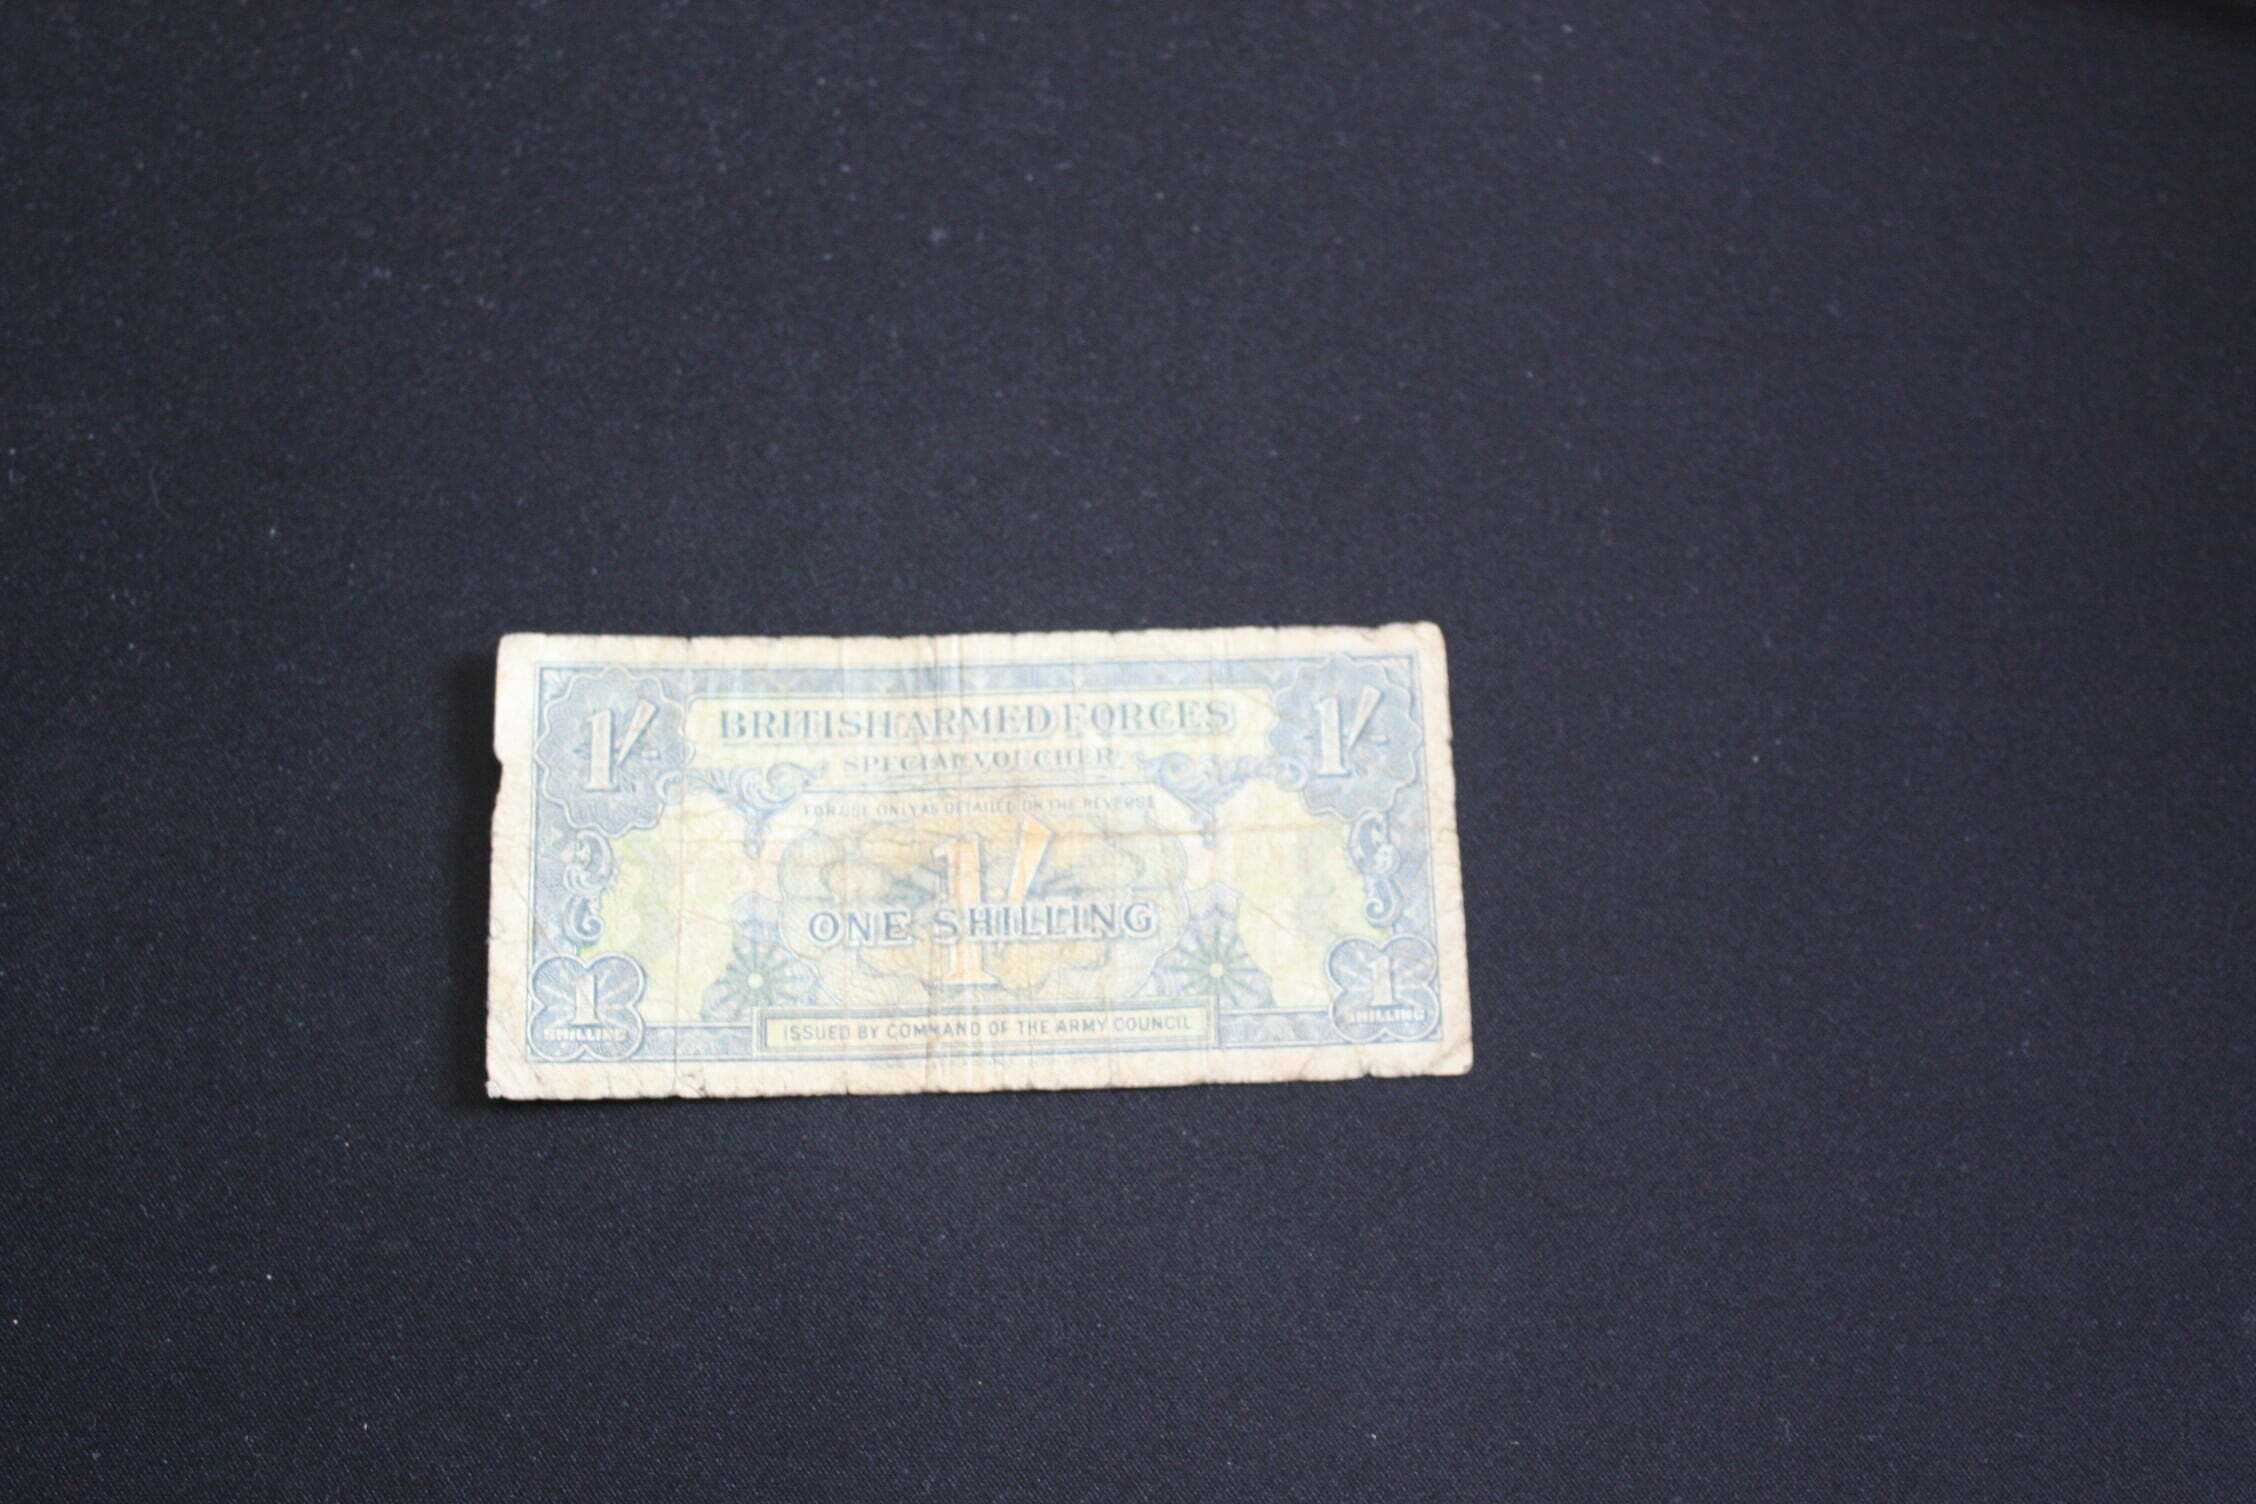 1/ 1/
BRITISH ARMED FORCES
SPECIAL VOUCHER
FOR USE ONLY AS DETAILED ON THE REVERSE
1/
ONE SHILLING
1 SHILLING 1 SHILLING
ISSUED BY COMMAND OF THE ARMY COUNCIL